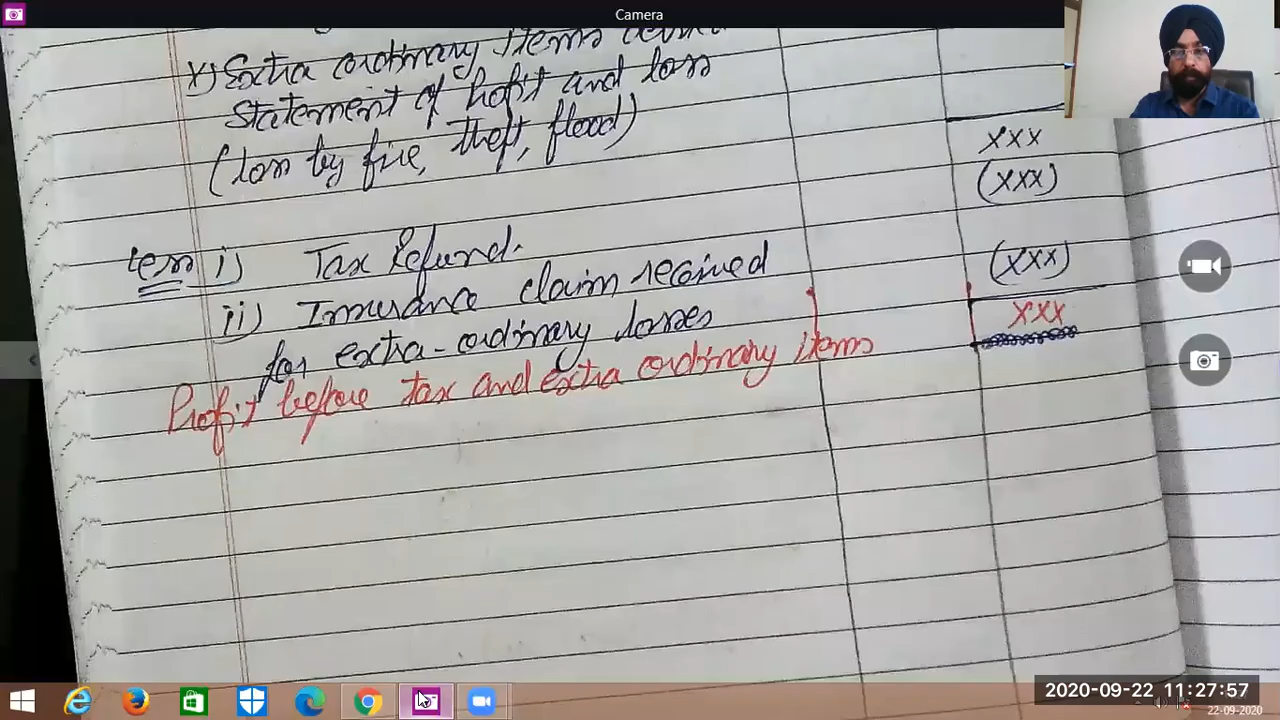 Camera
x) Extra ordinary Items
statement of Profit and loss
(loss by fire, theft, flood)
XXX
(XXX)
i) Tax Refund.
(XXX)
ii) Insurance claim received
for extra-ordinary losses
XXX
Profit before tax and extra ordinary items
2020-09-22 11:27:57
22-09-2020